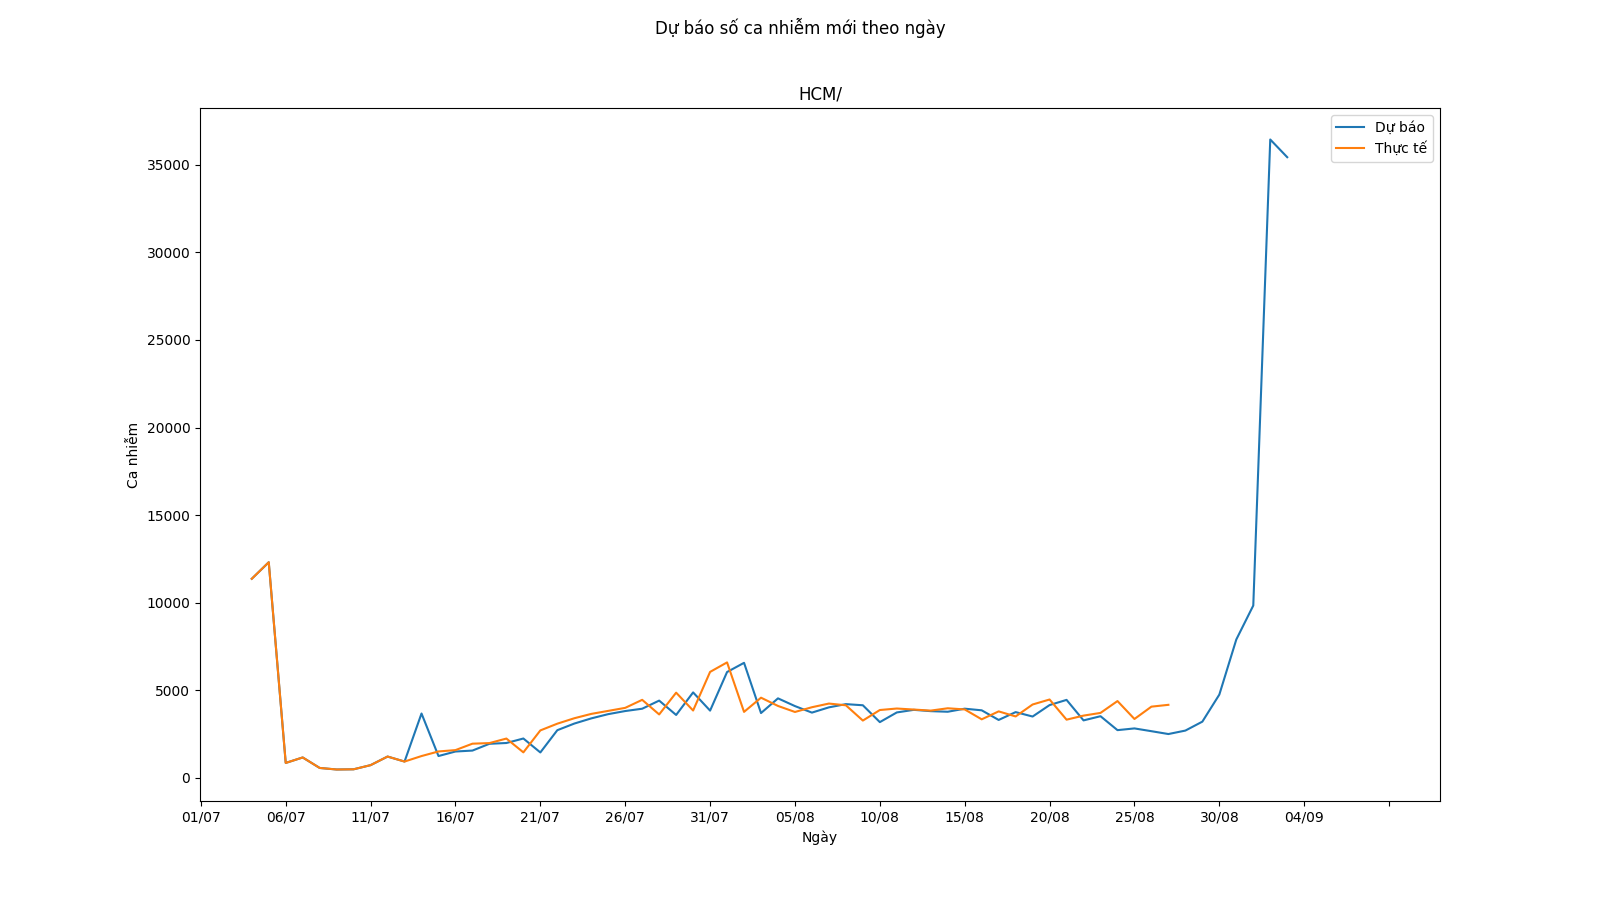 Dự báo số ca nhiễm mới theo ngày
HCM/
Dự báo
Thực tế
35000
30000
25000
20000
15000
10000
5000
0
Ca nhiễm
01/07 06/07 11/07 16/07 21/07 26/07 31/07 05/08 10/08 15/08 20/08 25/08 30/08 04/09
Ngày